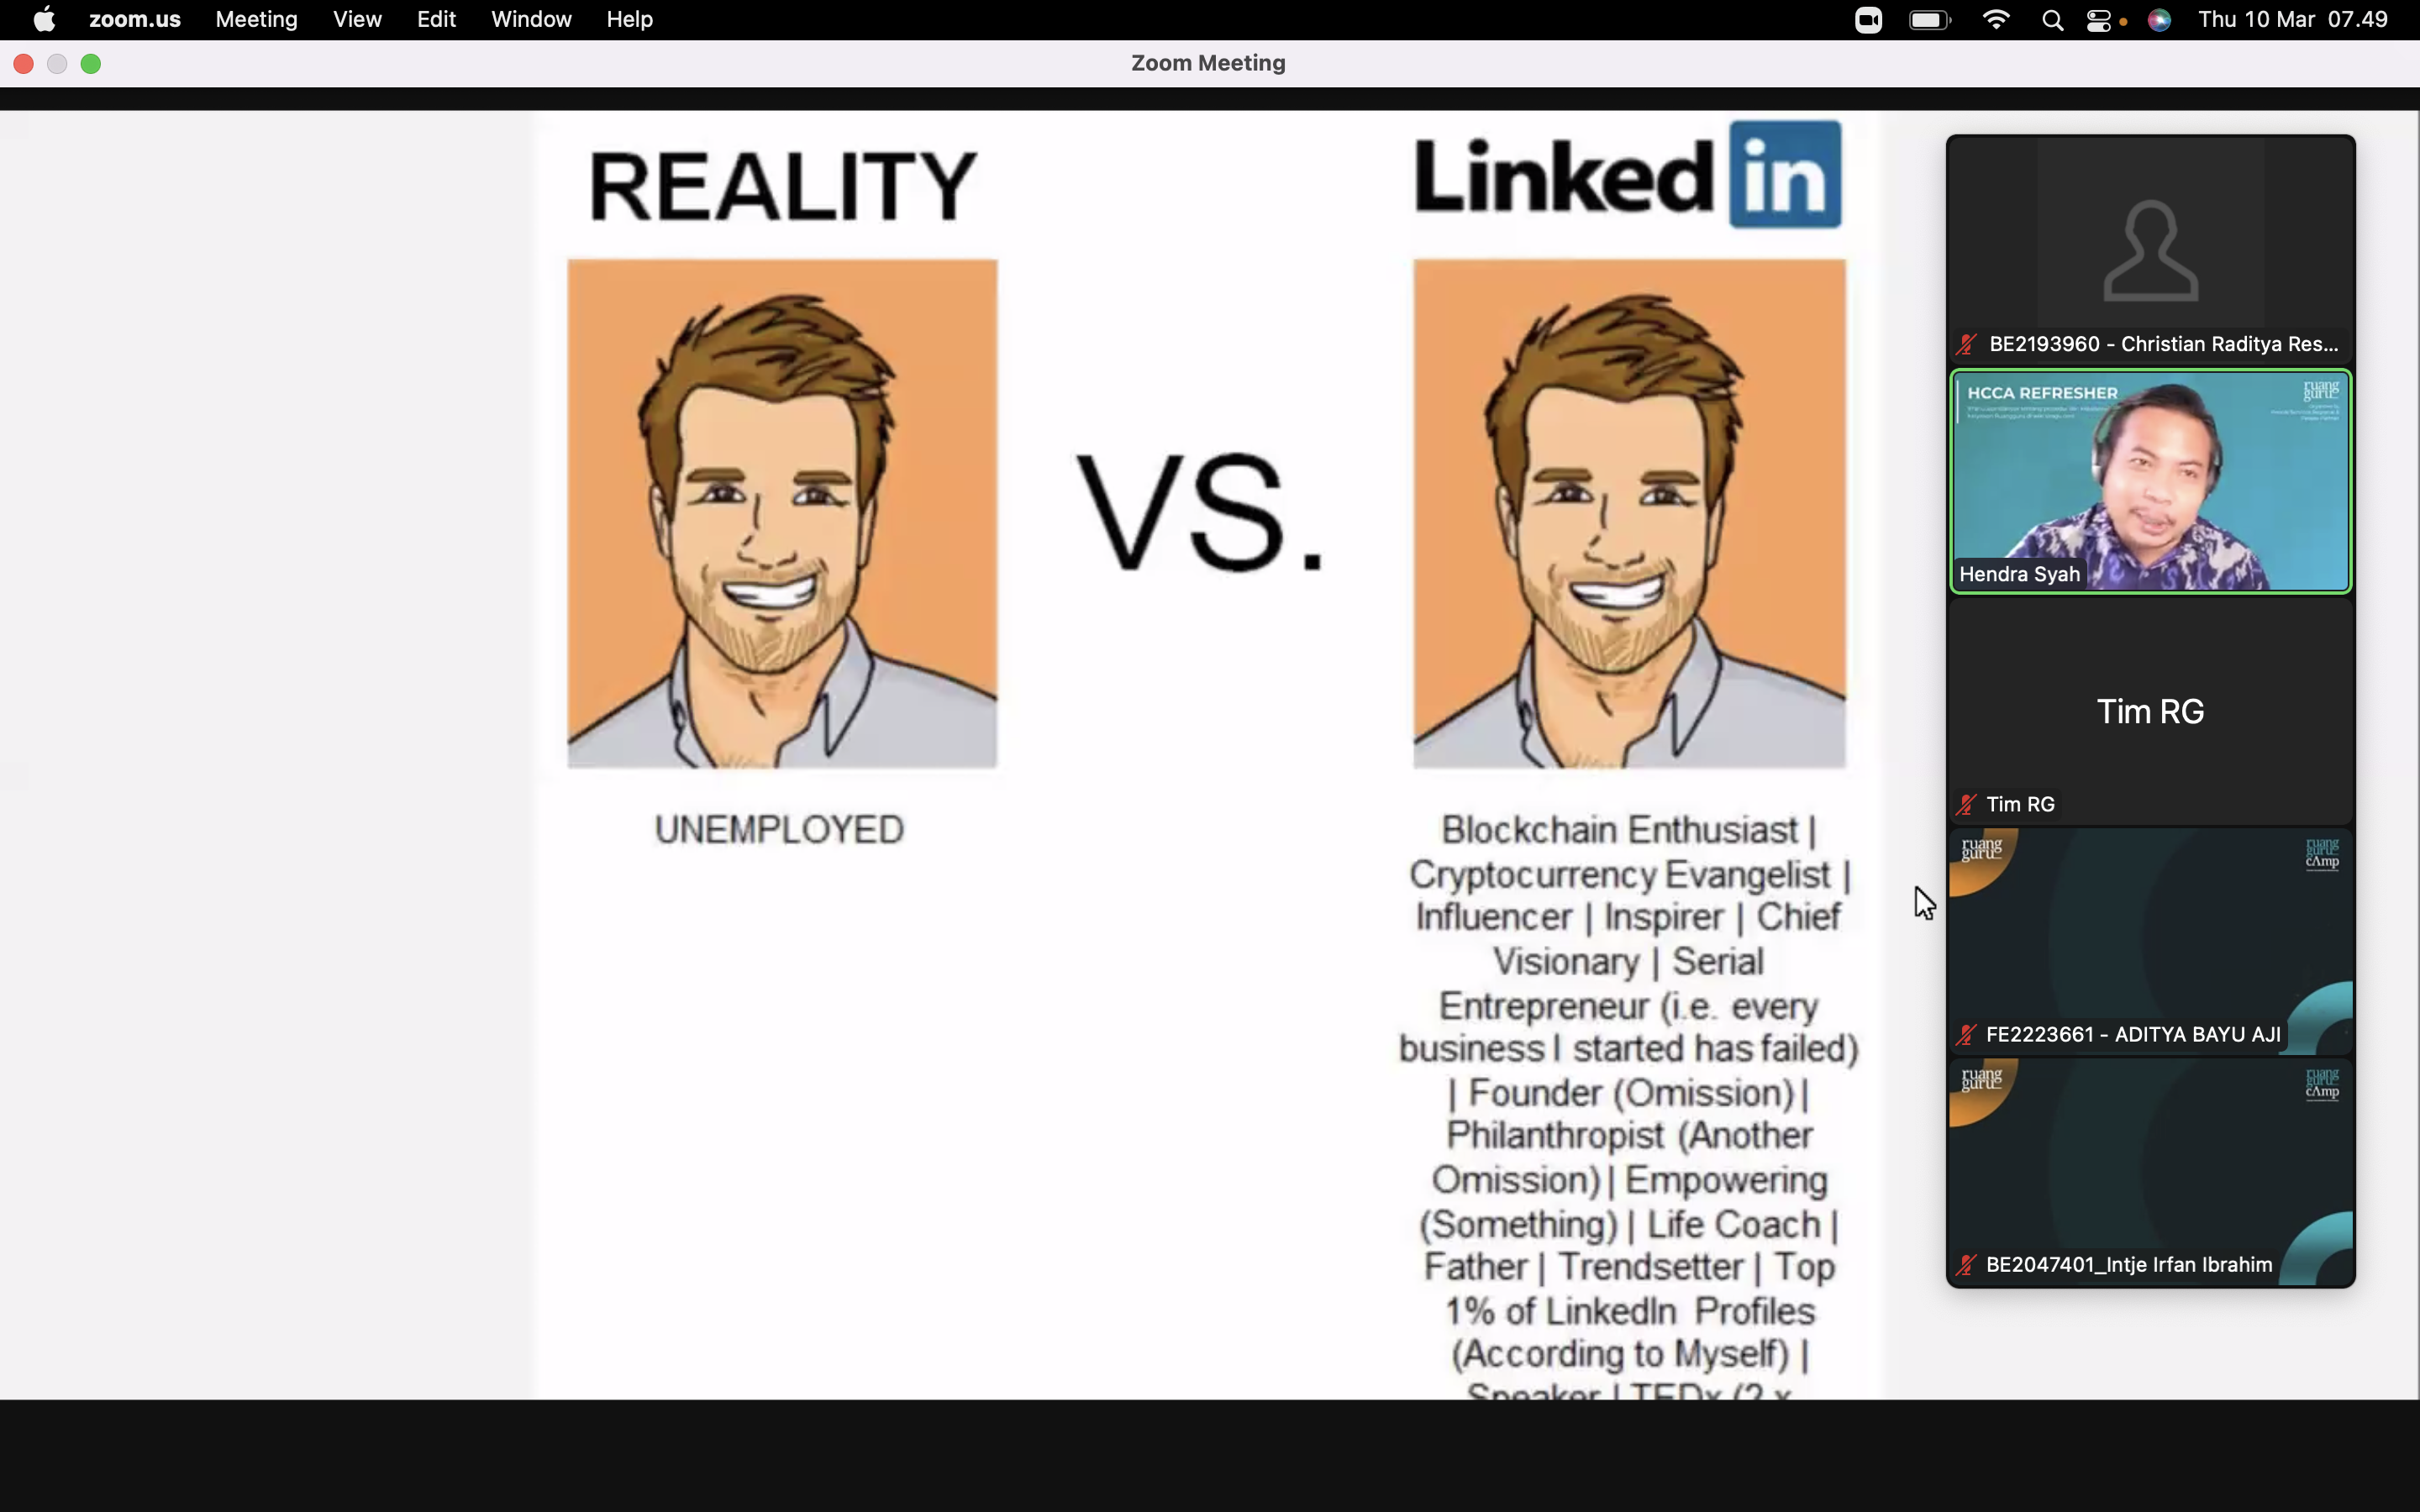 zoom.us Meeting View Edit Window Help
Thu 10 Mar 07.49
Zoom Meeting
REALITY
Linked in
VS.
UNEMPLOYED
Blockchain Enthusiast |
Cryptocurrency Evangelist |
Influencer | Inspirer | Chief
Visionary | Serial
Entrepreneur (i.e. every
business I started has failed)
| Founder (Omission) |
Philanthropist (Another
Omission) | Empowering
(Something) | Life Coach |
Father | Trendsetter | Top
1% of LinkedIn Profiles
(According to Myself) |
Speaker | TEDx (2 x
BE2193960 - Christian Raditya Res...
HCCA REFRESHER
ruang
guru
Hendra Syah
Tim RG
Tim RG
ruang
guru
ruang
guru
cAmp
FE2223661 - ADITYA BAYU AJI
ruang
guru
ruang
guru
cAmp
BE2047401_Intje Irfan Ibrahim